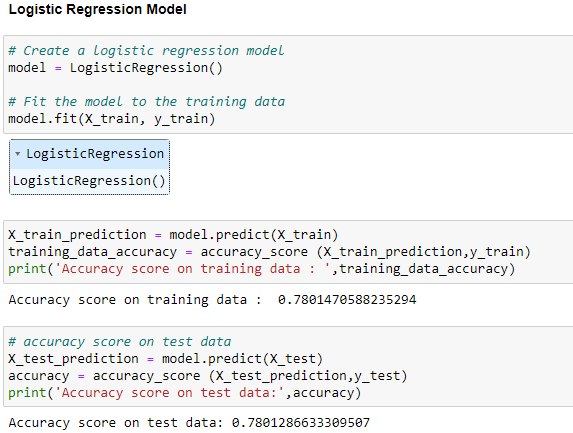 Logistic Regression Model
# Create a logistic regression model
model = LogisticRegression()
# Fit the model to the training data
model.fit(X_train, y_train)
▾ LogisticRegression
LogisticRegression()
X_train_prediction = model.predict(X_train)
training_data_accuracy = accuracy_score (X_train_prediction,y_train)
print('Accuracy score on training data : ',training_data_accuracy)
Accuracy score on training data :  0.7801470588235294
# accuracy score on test data
X_test_prediction = model.predict(X_test)
accuracy = accuracy_score (X_test_prediction,y_test)
print('Accuracy score on test data:',accuracy)
Accuracy score on test data: 0.7801286633309507